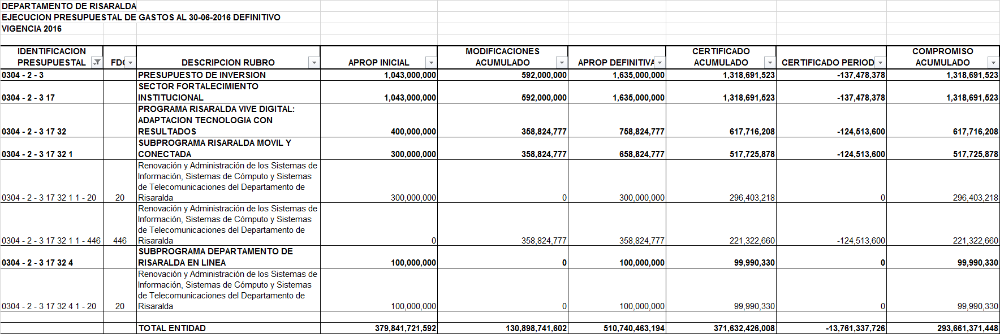 DEPARTAMENTO DE RISARALDA
EJECUCION PRESUPUESTAL DE GASTOS AL 30-06-2016 DEFINITIVO
VIGENCIA 2016
IDENTIFICACION PRESUPUESTAL FDO DESCRIPCION RUBRO APROP INICIAL MODIFICACIONES ACUMULADO APROP DEFINITIVA CERTIFICADO ACUMULADO CERTIFICADO PERIOD COMPROMISO ACUMULADO
0304 - 2 - 3 PRESUPUESTO DE INVERSION 1,043,000,000 592,000,000 1,635,000,000 1,318,691,523 -137,478,378 1,318,691,523
SECTOR FORTALECIMIENTO
0304 - 2 - 3 17 INSTITUCIONAL 1,043,000,000 592,000,000 1,635,000,000 1,318,691,523 -137,478,378 1,318,691,523
PROGRAMA RISARALDA VIVE DIGITAL:
ADAPTACION TECNOLOGIA CON
0304 - 2 - 3 17 32 RESULTADOS 400,000,000 358,824,777 758,824,777 617,716,208 -124,513,600 617,716,208
SUBPROGRAMA RISARALDA MOVIL Y
0304 - 2 - 3 17 32 1 CONECTADA 300,000,000 358,824,777 658,824,777 517,725,878 -124,513,600 517,725,878
Renovación y Administración de los Sistemas de
Información, Sistemas de Cómputo y Sistemas
de Telecomunicaciones del Departamento de
0304 - 2 - 3 17 32 1 1 - 20 20 Risaralda 300,000,000 0 300,000,000 296,403,218 0 296,403,218
Renovación y Administración de los Sistemas de
Información, Sistemas de Cómputo y Sistemas
de Telecomunicaciones del Departamento de
0304 - 2 - 3 17 32 1 1 - 446 446 Risaralda 0 358,824,777 358,824,777 221,322,660 -124,513,600 221,322,660
SUBPROGRAMA DEPARTAMENTO DE
0304 - 2 - 3 17 32 4 RISARALDA EN LINEA 100,000,000 0 100,000,000 99,990,330 0 99,990,330
Renovación y Administración de los Sistemas de
Información, Sistemas de Cómputo y Sistemas
de Telecomunicaciones del Departamento de
0304 - 2 - 3 17 32 4 1 - 20 20 Risaralda 100,000,000 0 100,000,000 99,990,330 0 99,990,330
TOTAL ENTIDAD 379,841,721,592 130,898,741,602 510,740,463,194 371,632,426,008 -13,761,337,726 293,661,371,448